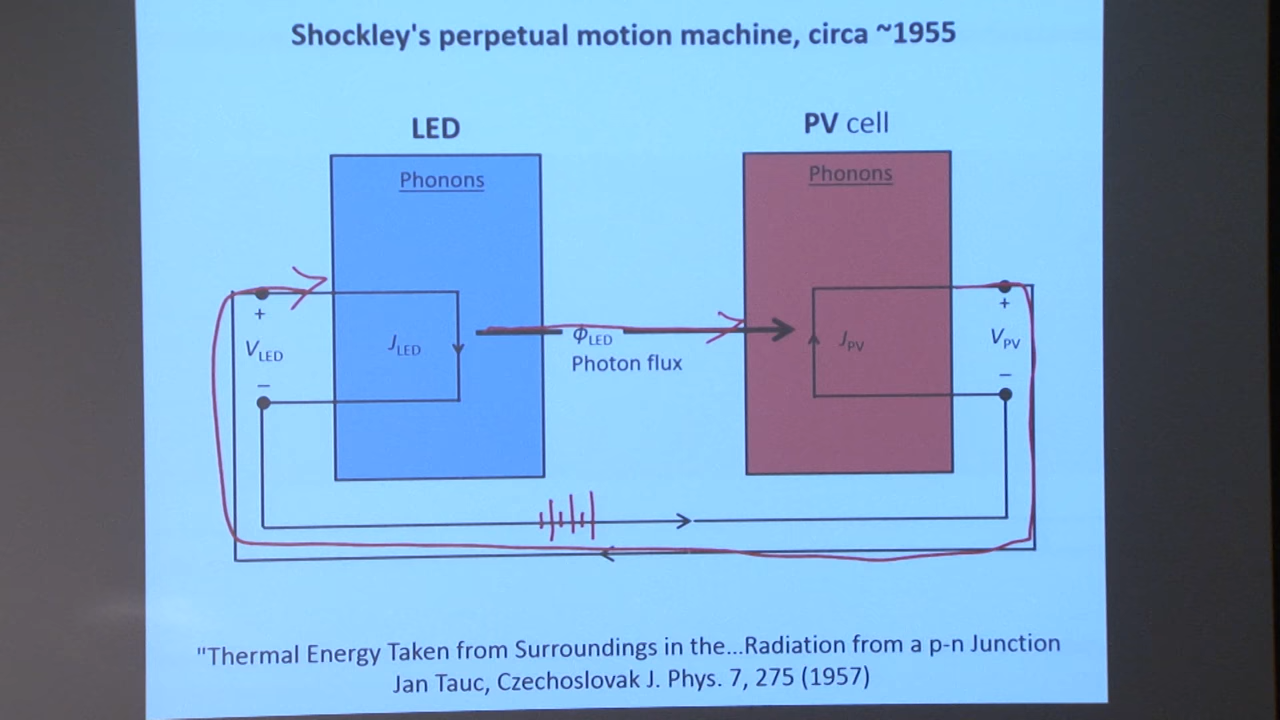 Shockley's perpetual motion machine, circa ~1955
LED
PV cell
Phonons
Phonons
+
V_LED
−
J_LED
Φ_LED
Photon flux
J_PV
+
V_PV
−
"Thermal Energy Taken from Surroundings in the...Radiation from a p-n Junction
Jan Tauc, Czechoslovak J. Phys. 7, 275 (1957)